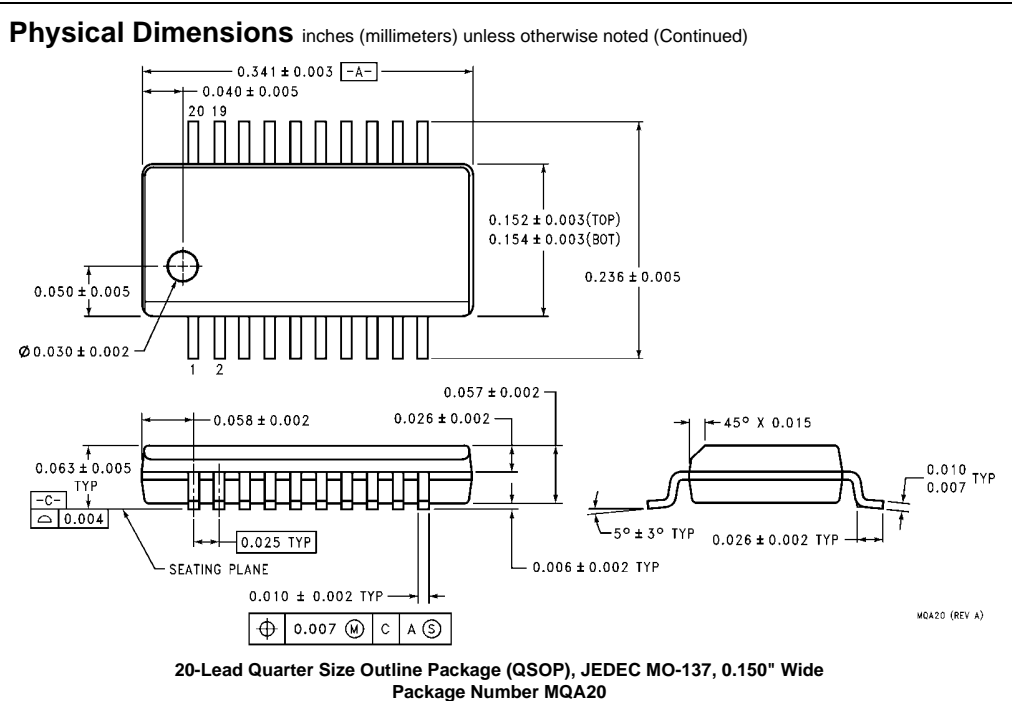 Physical Dimensions inches (millimeters) unless otherwise noted (Continued)
0.341 ± 0.003 -A-
0.040 ± 0.005
20 19
0.152 ± 0.003(TOP)
0.154 ± 0.003(BOT)
0.236 ± 0.005
0.050 ± 0.005
Ø 0.030 ± 0.002
1 2
0.057 ± 0.002
0.058 ± 0.002
0.026 ± 0.002
45° X 0.015
0.063 ± 0.005
TYP
-C-
⌓ 0.004
0.010
0.007 TYP
0.025 TYP
5° ± 3° TYP
0.026 ± 0.002 TYP
SEATING PLANE
0.006 ± 0.002 TYP
0.010 ± 0.002 TYP
⌖ 0.007 Ⓜ C A Ⓢ
MQA20 (REV A)
20-Lead Quarter Size Outline Package (QSOP), JEDEC MO-137, 0.150" Wide
Package Number MQA20